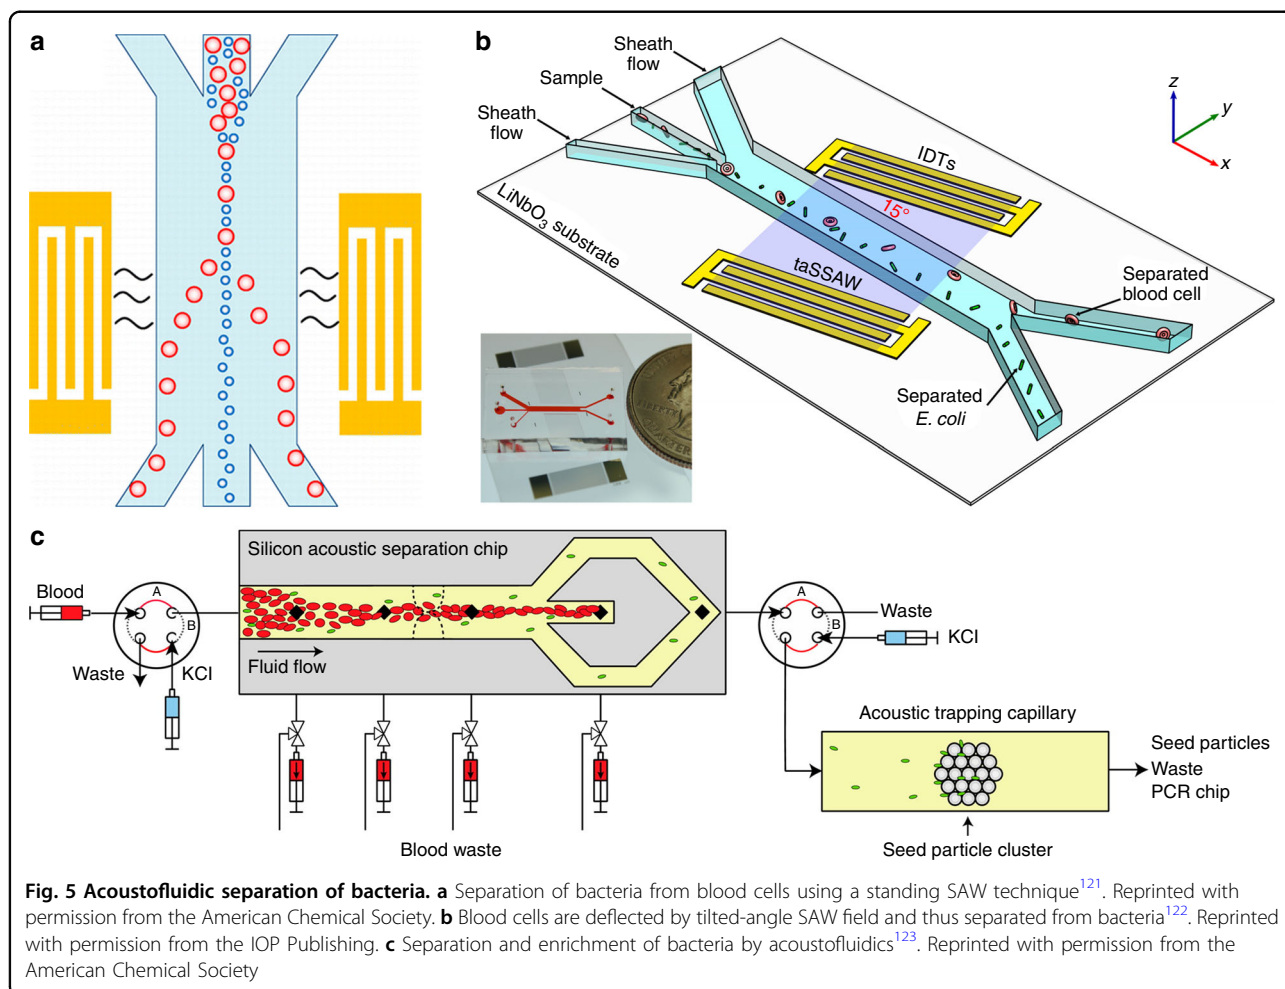 a
b
Sheath
flow
Sample
Sheath
flow
z
y
x
IDTs
15°
LiNbO3 substrate
taSSAW
Separated
blood cell
Separated
E. coli
c
Silicon acoustic separation chip
Blood
A
B
Waste
KCl
Fluid flow
A
B
Waste
KCl
Acoustic trapping capillary
Seed particles
Waste
PCR chip
Blood waste
Seed particle cluster
Fig. 5 Acoustofluidic separation of bacteria. a Separation of bacteria from blood cells using a standing SAW technique121. Reprinted with
permission from the American Chemical Society. b Blood cells are deflected by tilted-angle SAW field and thus separated from bacteria122. Reprinted
with permission from the IOP Publishing. c Separation and enrichment of bacteria by acoustofluidics123. Reprinted with permission from the
American Chemical Society